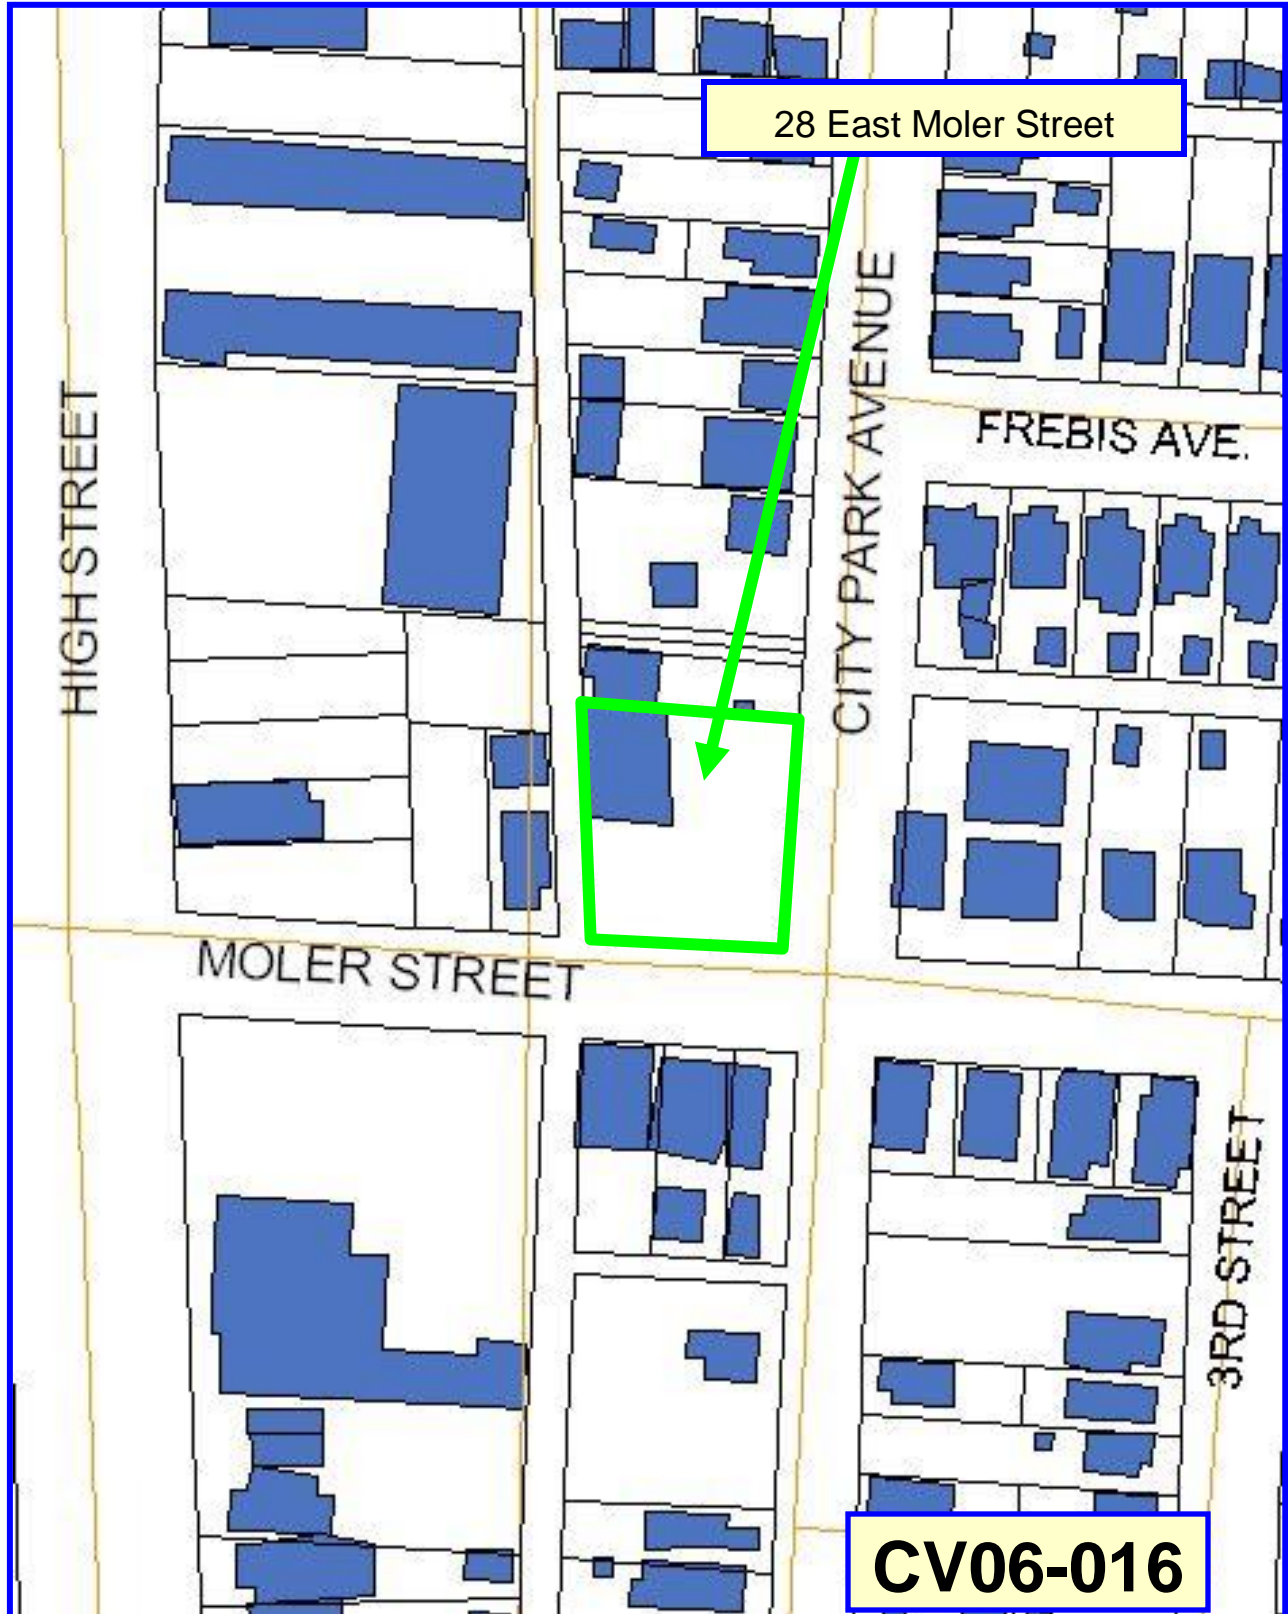 28 East Moler Street
HIGH STREET
CITY PARK AVENUE
FREBIS AVE.
MOLER STREET
3RD STREET
CV06-016